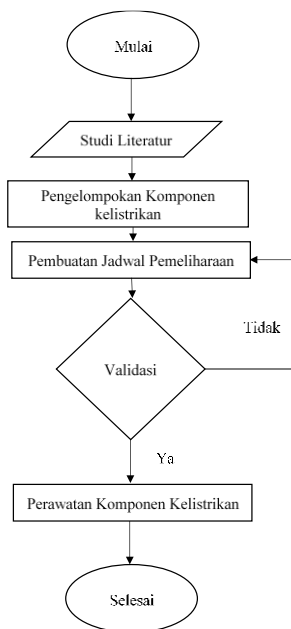 Mulai
Studi Literatur
Pengelompokan Komponen
kelistrikan
Pembuatan Jadwal Pemeliharaan
Tidak
Validasi
Ya
Perawatan Komponen Kelistrikan
Selesai